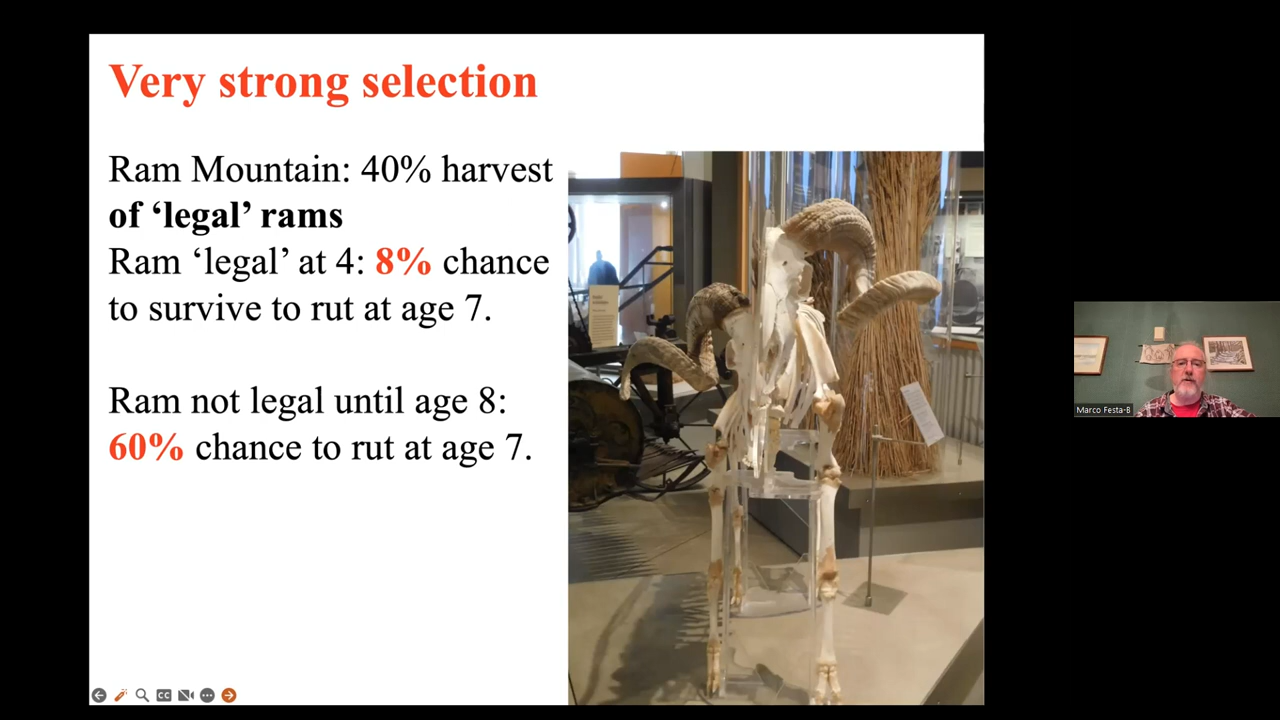 Very strong selection
Ram Mountain: 40% harvest
of ‘legal’ rams
Ram ‘legal’ at 4: 8% chance
to survive to rut at age 7.
Ram not legal until age 8:
60% chance to rut at age 7.
CC
Marco Festa-B